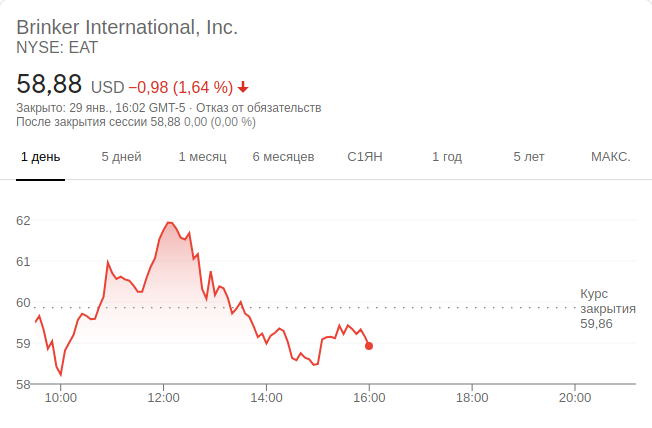 Brinker International, Inc.
NYSE: EAT
58,88 USD −0,98 (1,64 %)
Закрыто: 29 янв., 16:02 GMT-5 · Отказ от обязательств
После закрытия сессии 58,88 0,00 (0,00 %)
1 день 5 дней 1 месяц 6 месяцев С1ЯН 1 год 5 лет МАКС.
62
61
60
59
58
Курс
закрытия
59,86
10:00 12:00 14:00 16:00 18:00 20:00